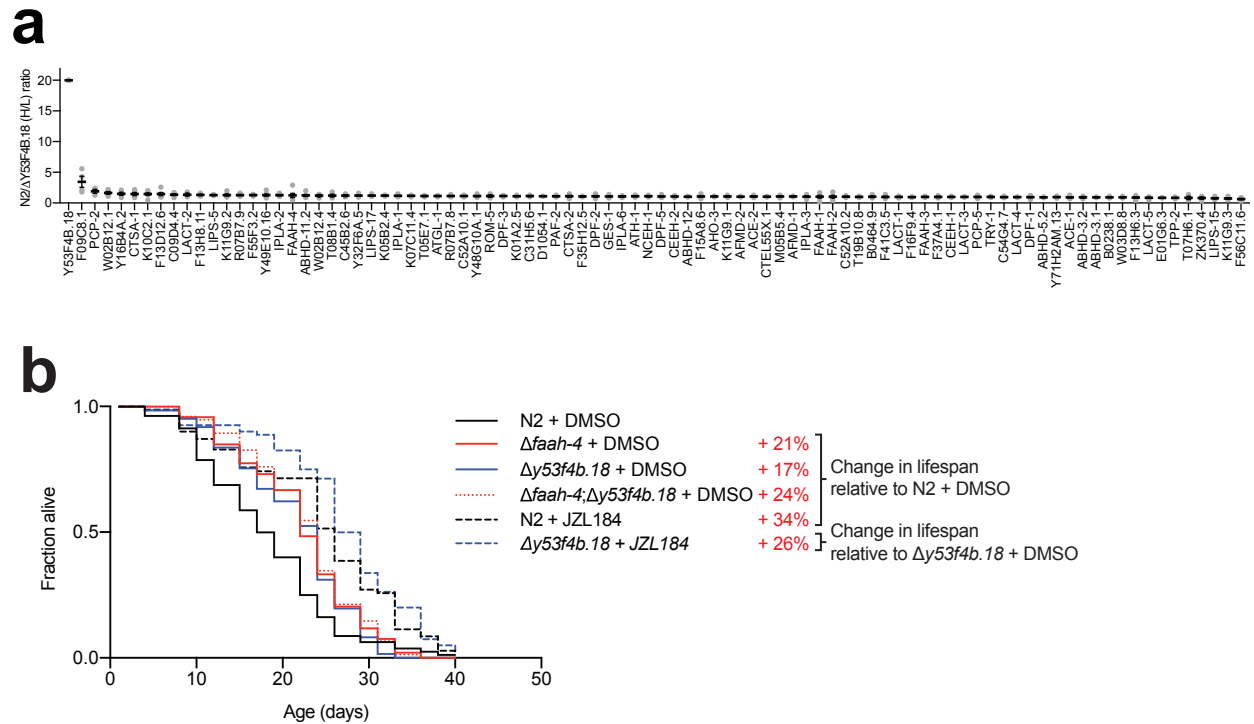 a
N2/ΔY53F4B.18 (H/L) ratio
20
15
10
5
0
Y53F4B.18
F09C8.1
PCP-2
W02B12.1
Y16B4A.2
CTSA-1
K10C2.1
F13D12.6
C09D4.4
LACT-2
F13H8.11
LIPS-5
K11G9.2
R07B7.9
F55F3.2
Y49E10.16
IPLA-2
FAAH-4
ABHD-11.2
W02B12.4
T08B1.4
C45B2.6
Y32F6A.5
LIPS-17
K05B2.4
IPLA-1
K07C11.4
T05E7.1
ATGL-1
R07B7.8
C52A10.1
Y48G10A.1
ROM-5
DPF-3
K01A2.5
C31H5.6
D1054.1
PAF-2
CTSA-2
F35H12.5
DPF-2
GES-1
IPLA-6
ATH-1
NCEH-1
DPF-5
CEEH-2
ABHD-12
F15A8.6
AHO-3
K11G9.1
AFMD-2
ACE-2
CTEL55X.1
M05B5.4
AFMD-1
IPLA-3
FAAH-1
FAAH-2
C52A10.2
T19B10.8
B0464.9
F41C3.5
LACT-1
F16F9.4
FAAH-3
F37A4.1
CEEH-1
LACT-3
PCP-5
TRY-1
C54G4.7
LACT-4
DPF-1
ABHD-5.2
Y71H2AM.13
ACE-1
ABHD-3.2
ABHD-3.1
B0238.1
W03D8.8
F13H6.3
LACT-5
E01G6.3
TPP-2
T07H6.1
ZK370.4
LIPS-15
K11G9.3
F56C11.6
b
Fraction alive
1.0
0.5
0.0
0 10 20 30 40 50
Age (days)
N2 + DMSO
Δfaah-4 + DMSO + 21%
Δy53f4b.18 + DMSO + 17%
Δfaah-4;Δy53f4b.18 + DMSO + 24%
N2 + JZL184 + 34%
Δy53f4b.18 + JZL184 + 26%
Change in lifespan
relative to N2 + DMSO
Change in lifespan
relative to Δy53f4b.18 + DMSO